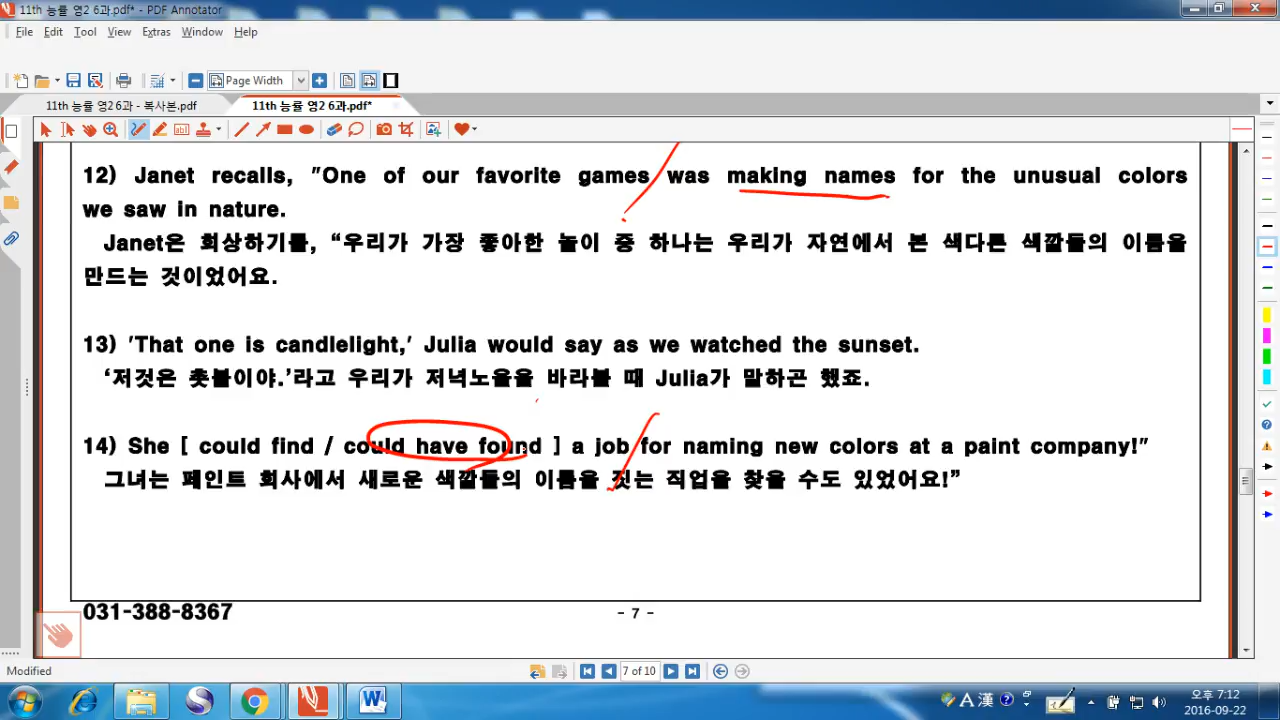 11th 능률 영2 6과.pdf* - PDF Annotator
File Edit Tool View Extras Window Help
Page Width
11th 능률 영2 6과 - 복사본.pdf
11th 능률 영2 6과.pdf*
12) Janet recalls, "One of our favorite games was making names for the unusual colors
we saw in nature.
Janet은 회상하기를, “우리가 가장 좋아한 놀이 중 하나는 우리가 자연에서 본 색다른 색깔들의 이름을
만드는 것이었어요.
13) 'That one is candlelight,' Julia would say as we watched the sunset.
‘저것은 촛불이야.’라고 우리가 저녁노을을 바라볼 때 Julia가 말하곤 했죠.
14) She [ could find / could have found ] a job for naming new colors at a paint company!"
그녀는 페인트 회사에서 새로운 색깔들의 이름을 짓는 직업을 찾을 수도 있었어요!”
031-388-8367
- 7 -
Modified
7 of 10
A 漢
오후 7:12
2016-09-22